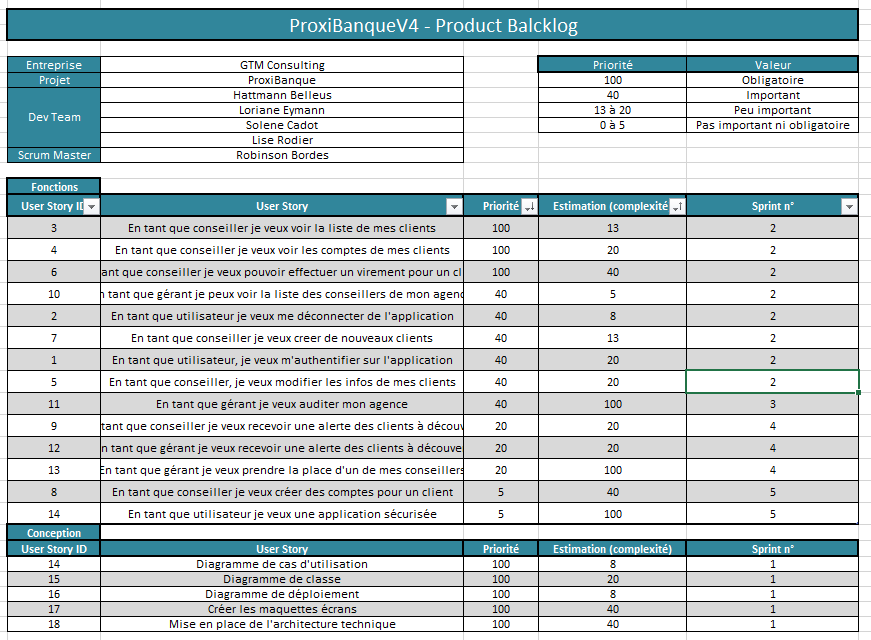 ProxiBanqueV4 - Product Balcklog
Entreprise GTM Consulting Priorité Valeur
Projet ProxiBanque 100 Obligatoire
Hattmann Belleus 40 Important
Dev Team Loriane Eymann 13 à 20 Peu important
Solene Cadot 0 à 5 Pas important ni obligatoire
Lise Rodier
Scrum Master Robinson Bordes
Fonctions
User Story ID User Story Priorité Estimation (complexité Sprint n°
3 En tant que conseiller je veux voir la liste de mes clients 100 13 2
4 En tant que conseiller je veux voir les comptes de mes clients 100 20 2
6 ant que conseiller je veux pouvoir effectuer un virement pour un cl 100 40 2
10 tant que gérant je peux voir la liste des conseillers de mon agenc 40 5 2
2 En tant que utilisateur je veux me déconnecter de l'application 40 8 2
7 En tant que conseiller je veux creer de nouveaux clients 40 13 2
1 En tant que utilisateur, je veux m'authentifier sur l'application 40 20 2
5 En tant que conseiller, je veux modifier les infos de mes clients 40 20 2
11 En tant que gérant je veux auditer mon agence 40 100 3
9 tant que conseiller je veux recevoir une alerte des clients à découv 20 20 4
12 n tant que gérant je veux recevoir une alerte des clients à découver 20 20 4
13 En tant que gérant je veux prendre la place d'un de mes conseillers 20 100 4
8 En tant que conseiller je veux créer des comptes pour un client 5 40 5
14 En tant que utilisateur je veux une application sécurisée 5 100 5
Conception
User Story ID User Story Priorité Estimation (complexité) Sprint n°
14 Diagramme de cas d'utilisation 100 8 1
15 Diagramme de classe 100 20 1
16 Diagramme de déploiement 100 8 1
17 Créer les maquettes écrans 100 40 1
18 Mise en place de l'architecture technique 100 40 1